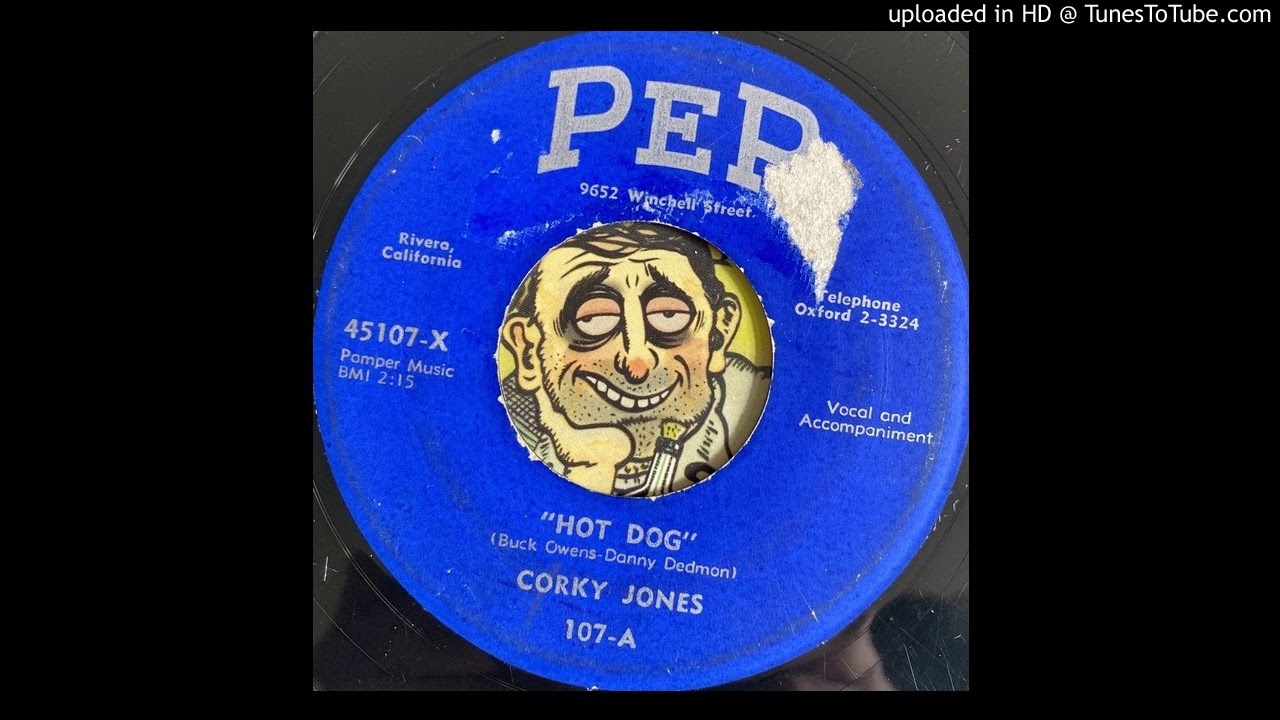 uploaded in HD @ TunesToTube.com
PEP
9652 Winchell Street
Rivera,
California
Telephone
Oxford 2-3324
45107-X
Pamper Music
BMI 2:15
Vocal and
Accompaniment
"HOT DOG"
(Buck Owens-Danny Dedmon)
CORKY JONES
107-A